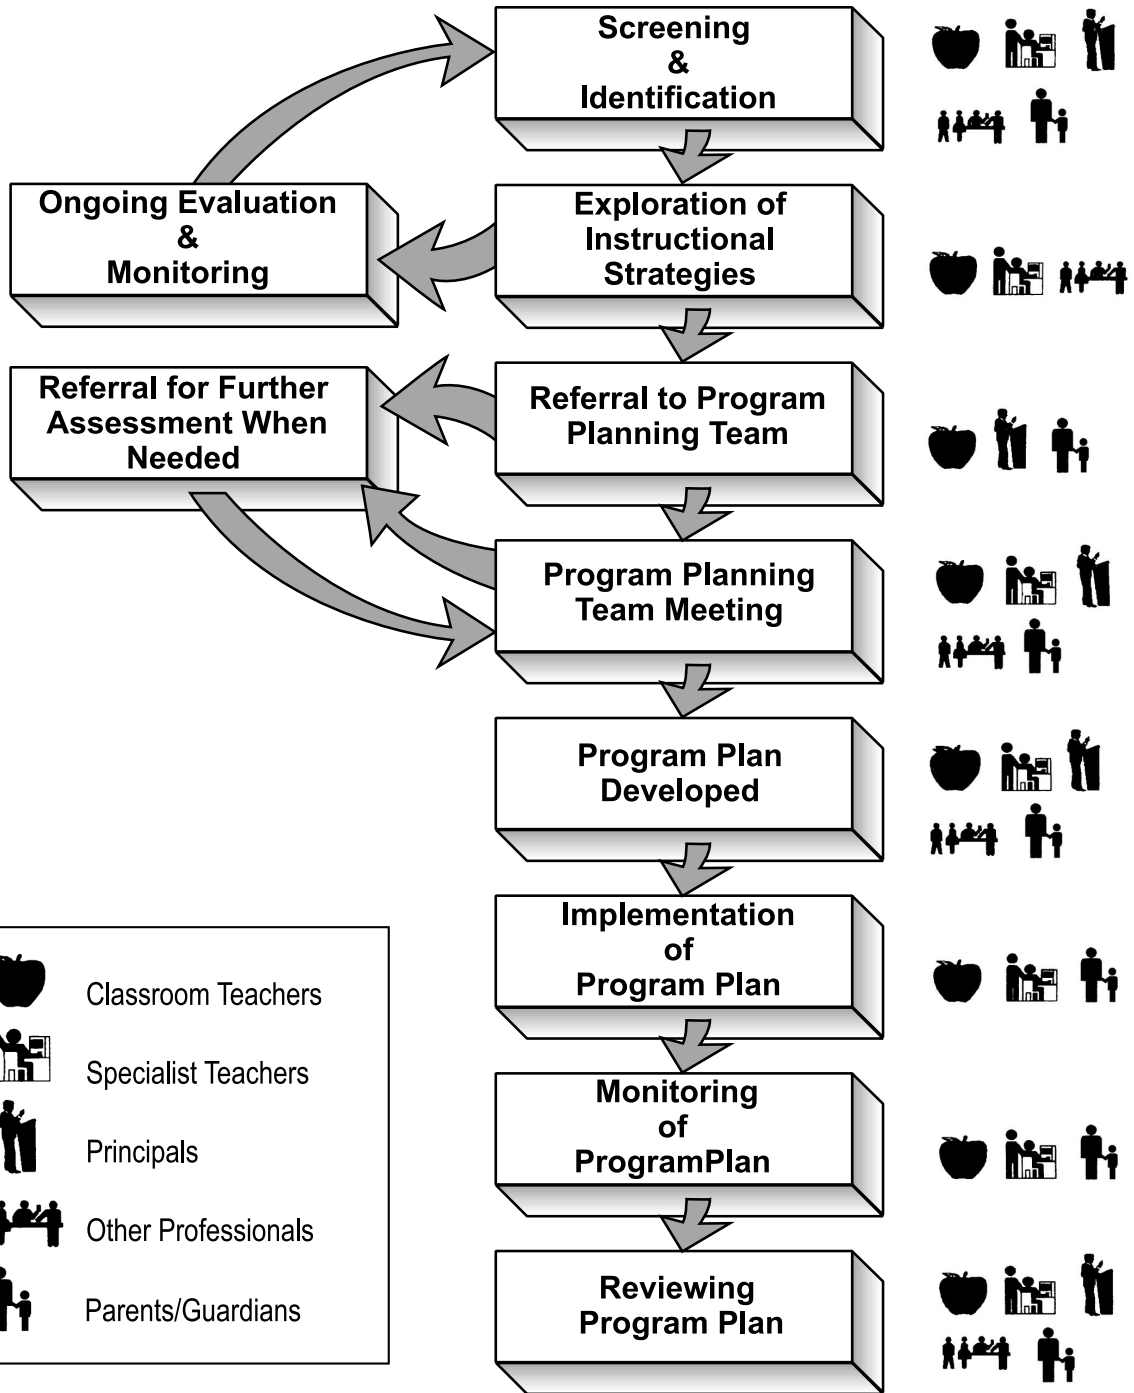 Screening
&
Identification
Ongoing Evaluation
&
Monitoring
Exploration of
Instructional
Strategies
Referral for Further
Assessment When
Needed
Referral to Program
Planning Team
Program Planning
Team Meeting
Program Plan
Developed
Implementation
of
Program Plan
Monitoring
of
ProgramPlan
Reviewing
Program Plan
Classroom Teachers
Specialist Teachers
Principals
Other Professionals
Parents/Guardians